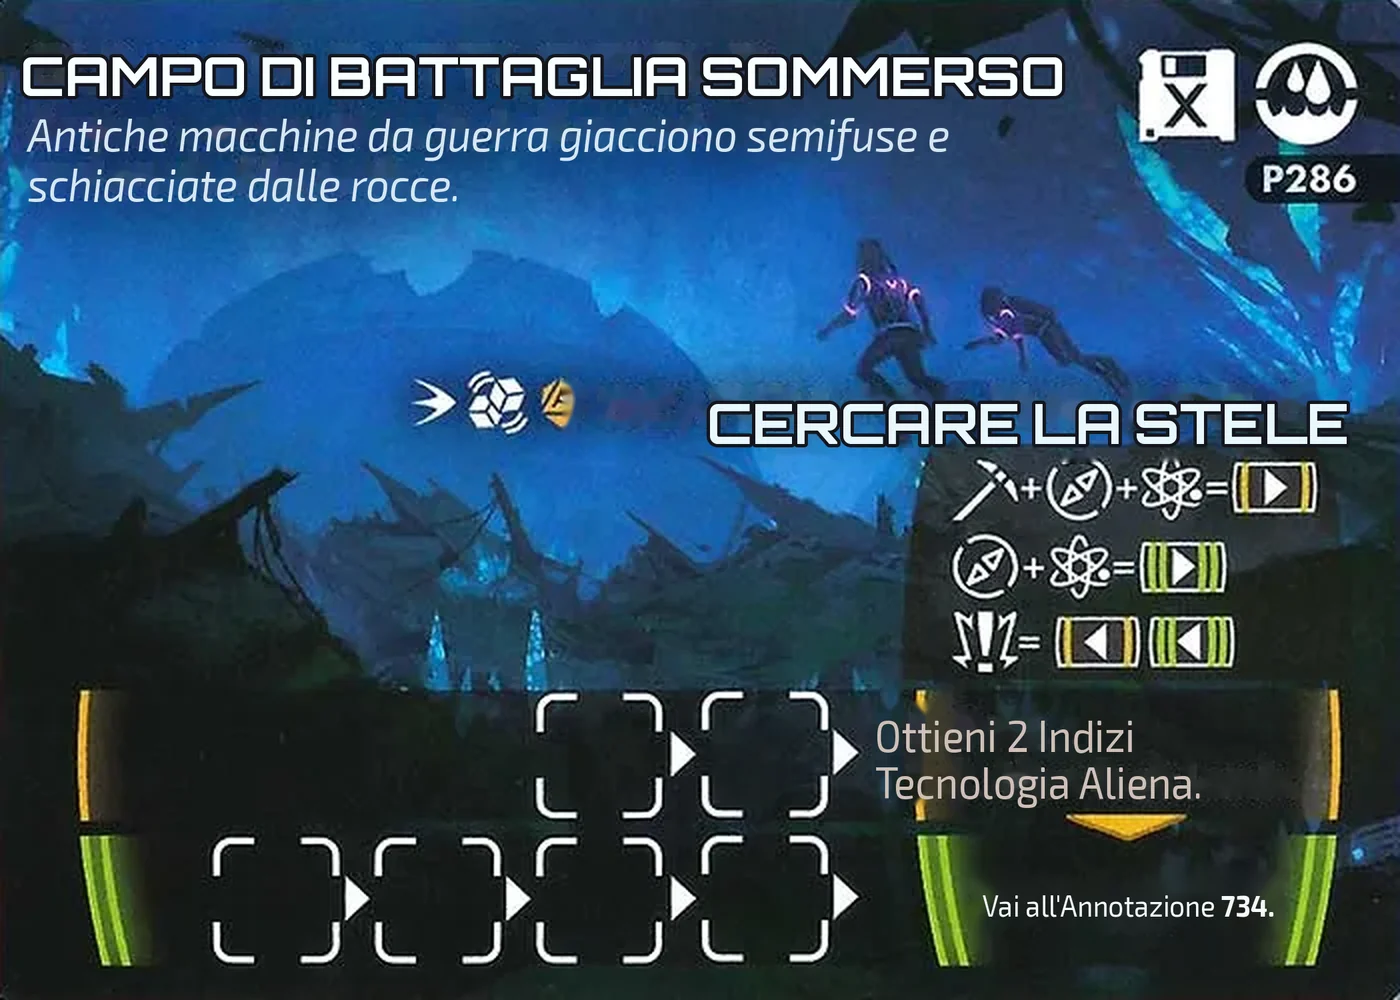 CAMPO DI BATTAGLIA SOMMERSO
Antiche macchine da guerra giacciono semifuse e
schiacciate dalle rocce.
X
P286
CERCARE LA STELE
+ + =
+ =
! =
Ottieni 2 Indizi
Tecnologia Aliena.
Vai all'Annotazione 734.